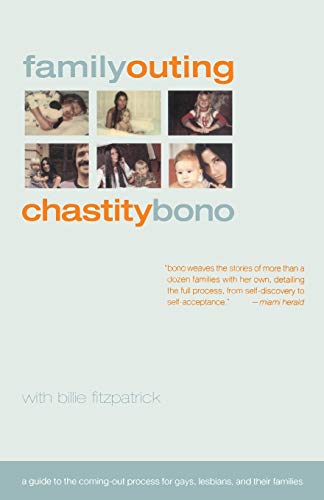 familyouting
chastitybono
"bono weaves the stories of more than a
dozen families with her own, detailing
the full process, from self-discovery to
self-acceptance." — miami herald
with billie fitzpatrick
a guide to the coming-out process for gays, lesbians, and their families